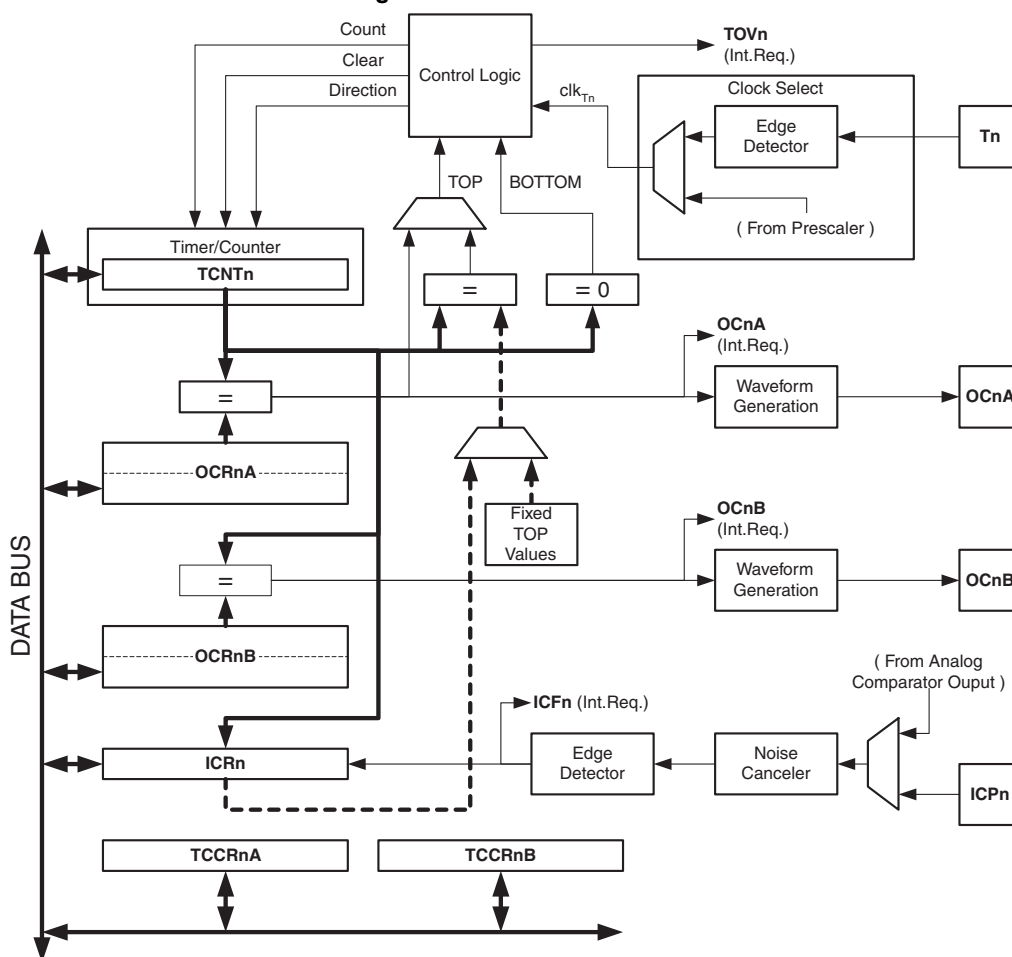 Count
Clear
Direction
Control Logic
TOVn
(Int.Req.)
clkTn
Clock Select
Edge
Detector
Tn
( From Prescaler )
TOP
BOTTOM
Timer/Counter
TCNTn
=
= 0
OCnA
(Int.Req.)
=
Waveform
Generation
OCnA
OCRnA
Fixed
TOP
Values
OCnB
(Int.Req.)
=
Waveform
Generation
OCnB
OCRnB
DATA BUS
( From Analog
Comparator Ouput )
ICFn (Int.Req.)
ICRn
Edge
Detector
Noise
Canceler
ICPn
TCCRnA
TCCRnB